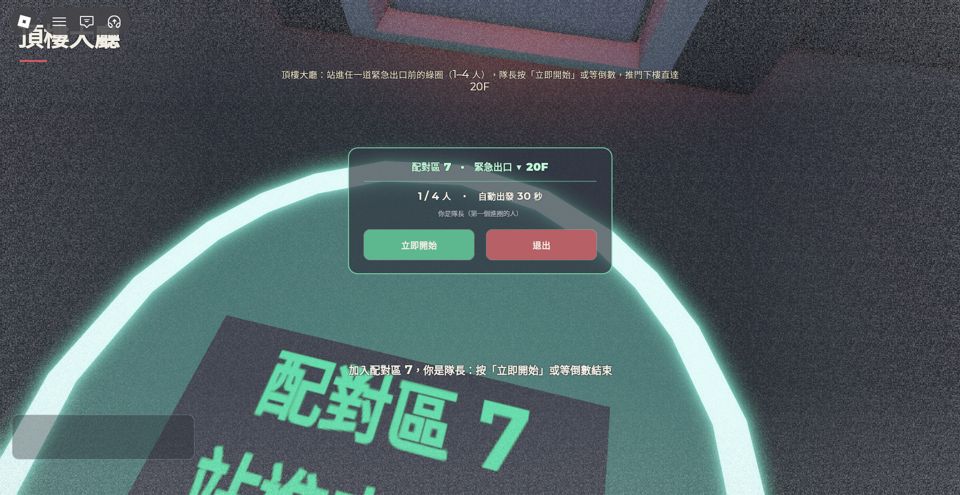 頂樓大廳
頂樓大廳：站進任一道緊急出口前的綠圈（1–4 人），隊長按「立即開始」或等倒數，推門下樓直達
20F
配對區 7 • 緊急出口 ▼ 20F
1 / 4 人 • 自動出發 30 秒
你是隊長（第一個進圈的人）
立即開始
退出
加入配對區 7，你是隊長：按「立即開始」或等倒數結束
配對區 7
站進